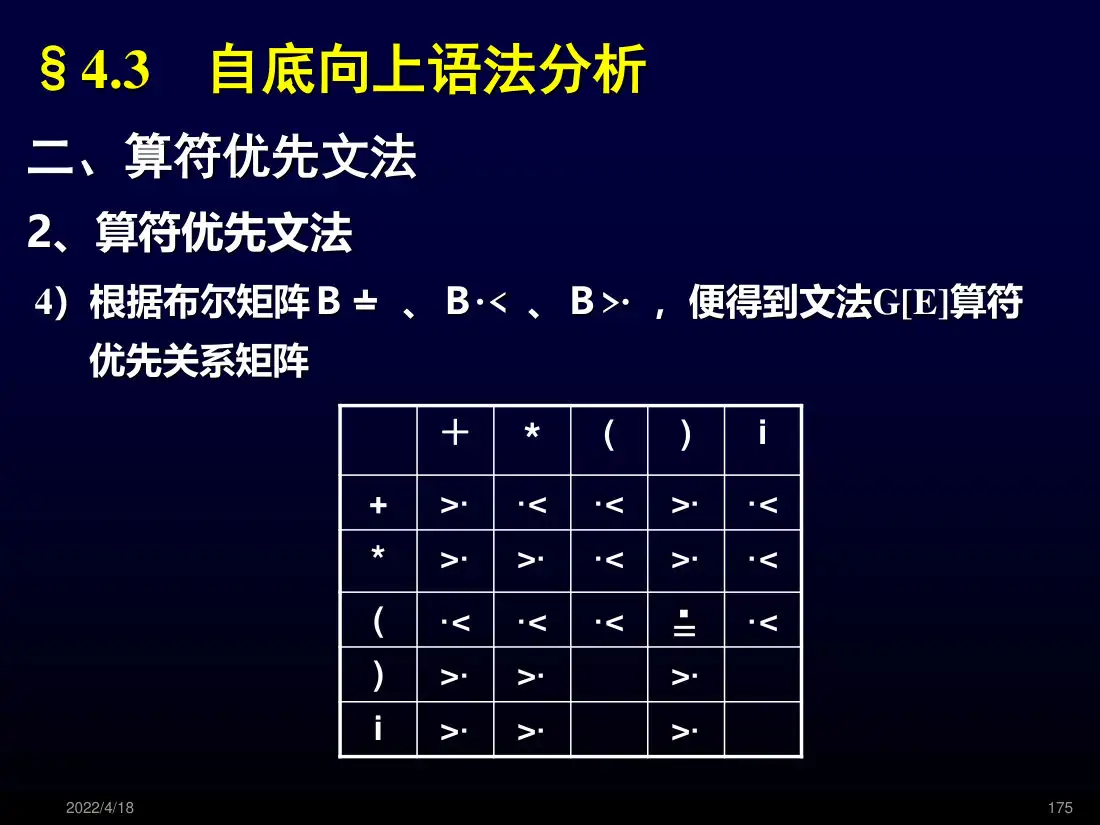 §4.3 自底向上语法分析
二、算符优先文法
2、算符优先文法
4）根据布尔矩阵B ≐ 、B·< 、B>· ，便得到文法G[E]算符
优先关系矩阵
＋ * ( ) i
+ >· ·< ·< >· ·<
* >· >· ·< >· ·<
( ·< ·< ·< ≐ ·<
) >· >· >·
i >· >· >·
2022/4/18 175